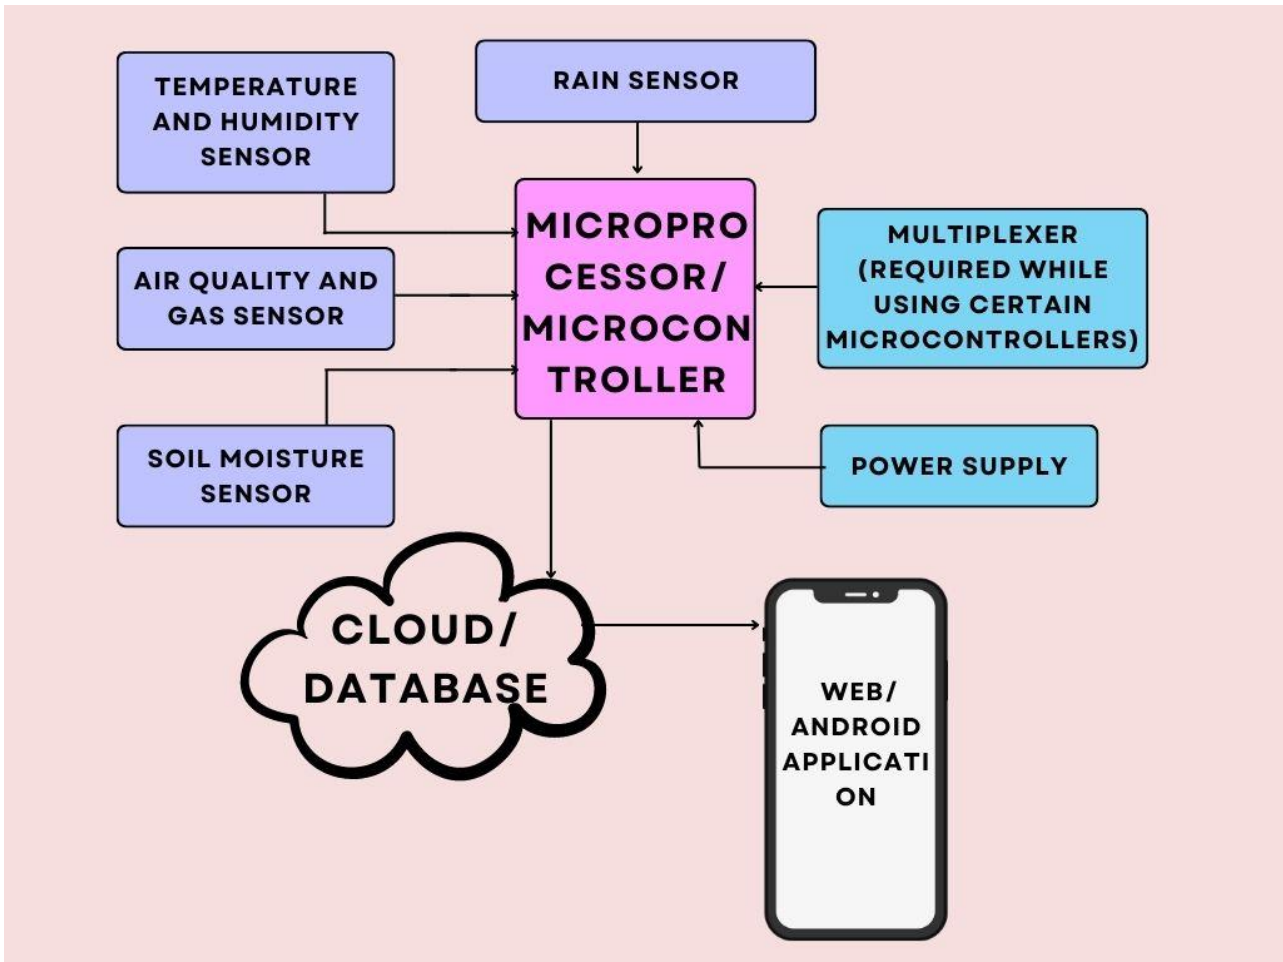 TEMPERATURE
AND HUMIDITY
SENSOR
RAIN SENSOR
MICROPRO
CESSOR/
MICROCON
TROLLER
MULTIPLEXER
(REQUIRED WHILE
USING CERTAIN
MICROCONTROLLERS)
AIR QUALITY AND
GAS SENSOR
SOIL MOISTURE
SENSOR
POWER SUPPLY
CLOUD/
DATABASE
WEB/
ANDROID
APPLICATI
ON